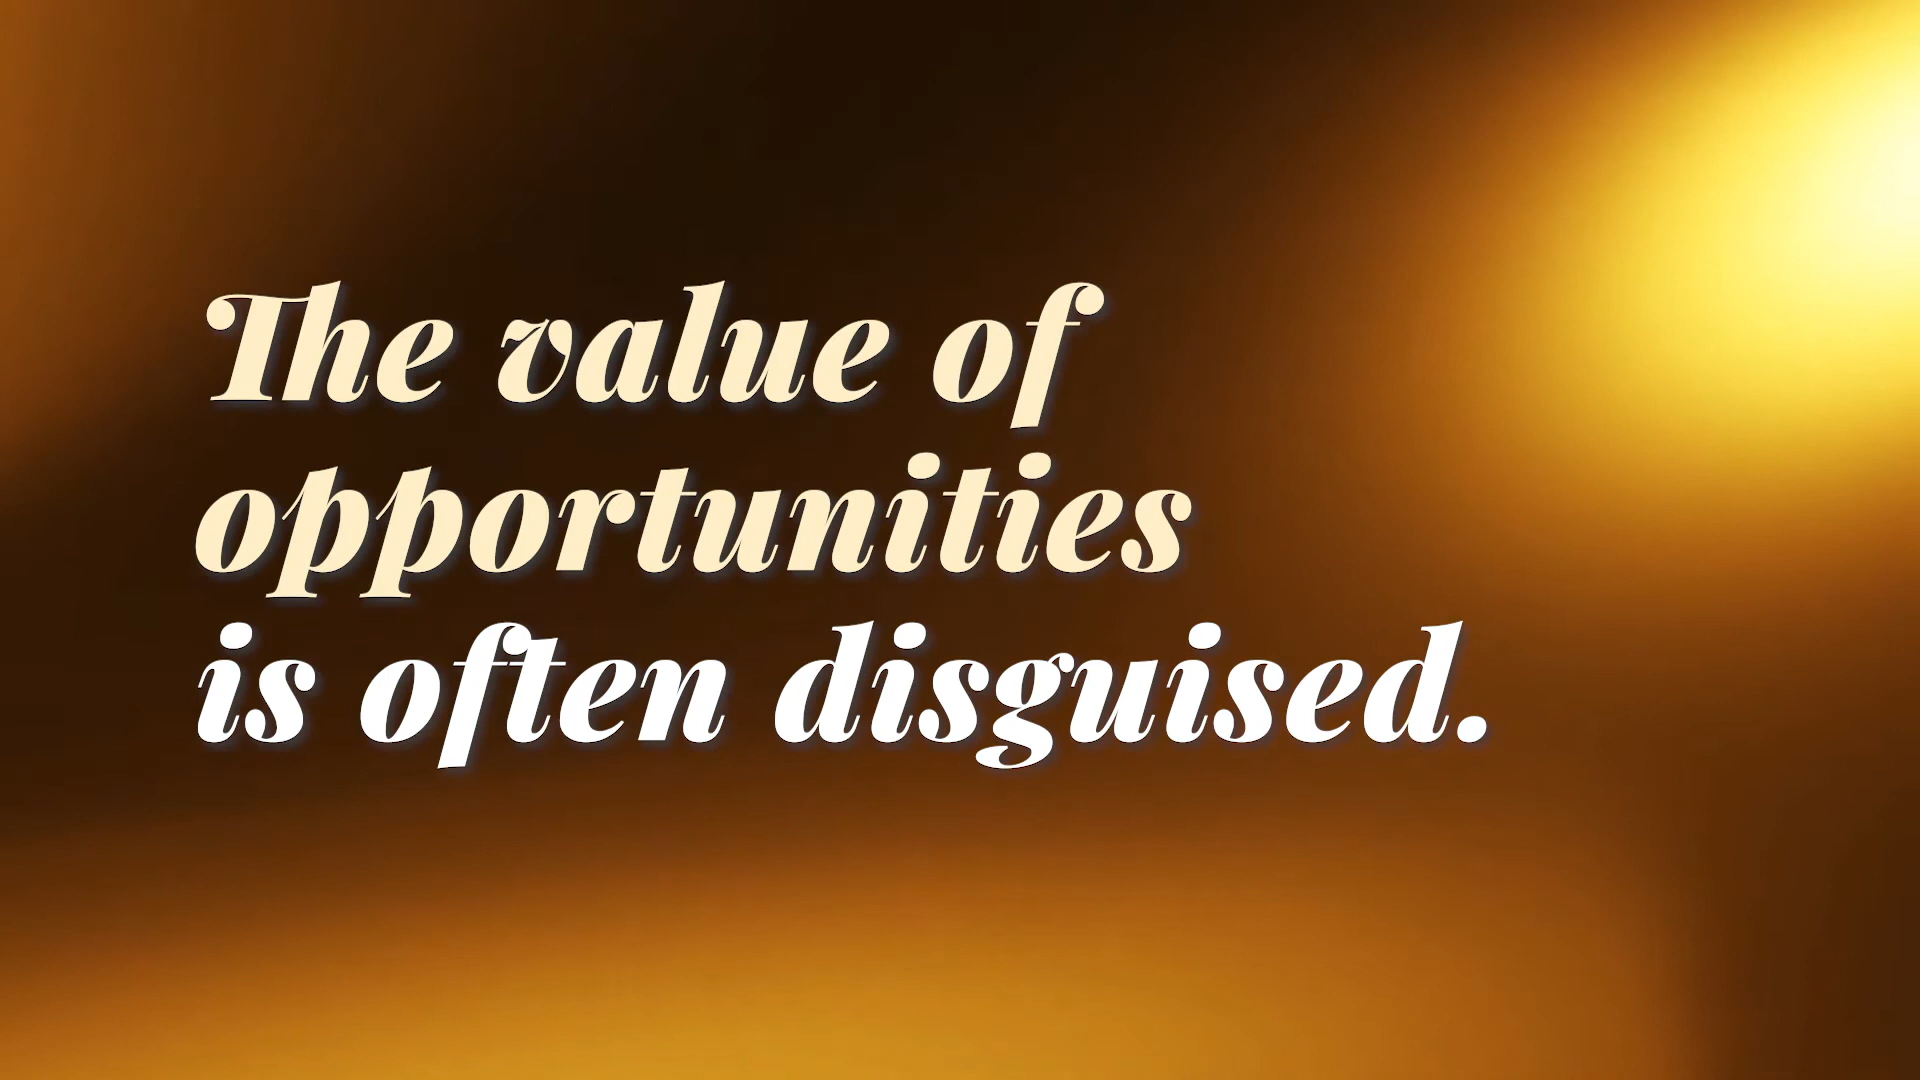 The value of
opportunities
is often disguised.